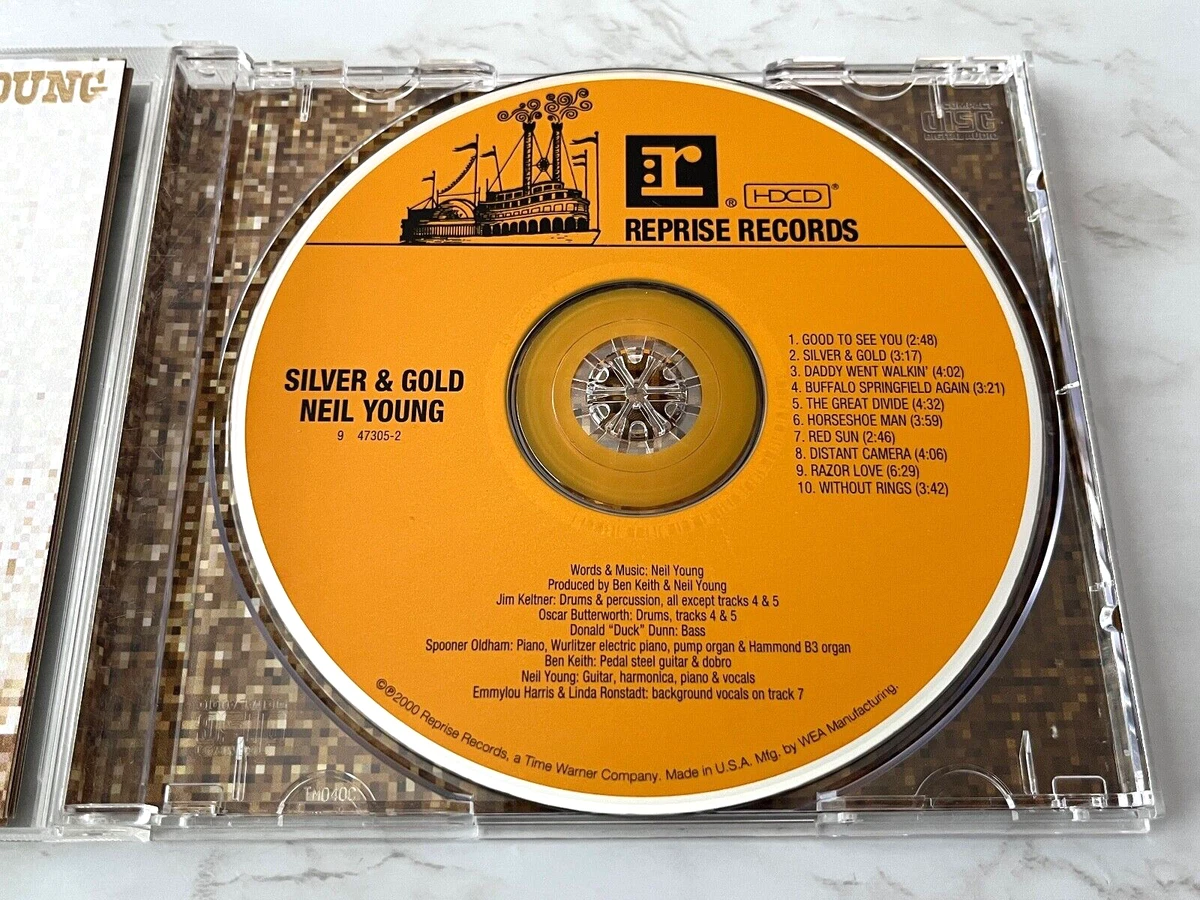 OUNG
r
®
HDCD®
REPRISE RECORDS
COMPACT
disc
DIGITAL AUDIO
SILVER & GOLD
NEIL YOUNG
9 47305-2
1. GOOD TO SEE YOU (2:48)
2. SILVER & GOLD (3:17)
3. DADDY WENT WALKIN' (4:02)
4. BUFFALO SPRINGFIELD AGAIN (3:21)
5. THE GREAT DIVIDE (4:32)
6. HORSESHOE MAN (3:59)
7. RED SUN (2:46)
8. DISTANT CAMERA (4:06)
9. RAZOR LOVE (6:29)
10. WITHOUT RINGS (3:42)
Words & Music: Neil Young
Produced by Ben Keith & Neil Young
Jim Keltner: Drums & percussion, all except tracks 4 & 5
Oscar Butterworth: Drums, tracks 4 & 5
Donald “Duck” Dunn: Bass
Spooner Oldham: Piano, Wurlitzer electric piano, pump organ & Hammond B3 organ
Ben Keith: Pedal steel guitar & dobro
Neil Young: Guitar, harmonica, piano & vocals
Emmylou Harris & Linda Ronstadt: background vocals on track 7
©℗2000 Reprise Records, a Time Warner Company. Made in U.S.A. Mfg. by WEA Manufacturing.
TM040C